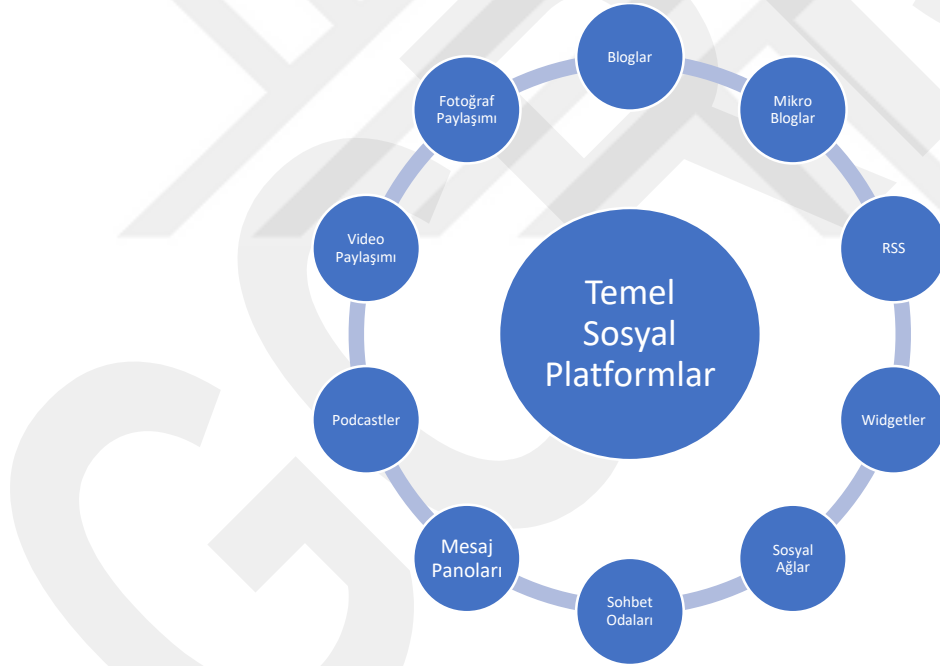 Bloglar
Mikro
Bloglar
RSS
Widgetler
Sosyal
Ağlar
Sohbet
Odaları
Mesaj
Panoları
Podcastler
Video
Paylaşımı
Fotoğraf
Paylaşımı
Temel
Sosyal
Platformlar